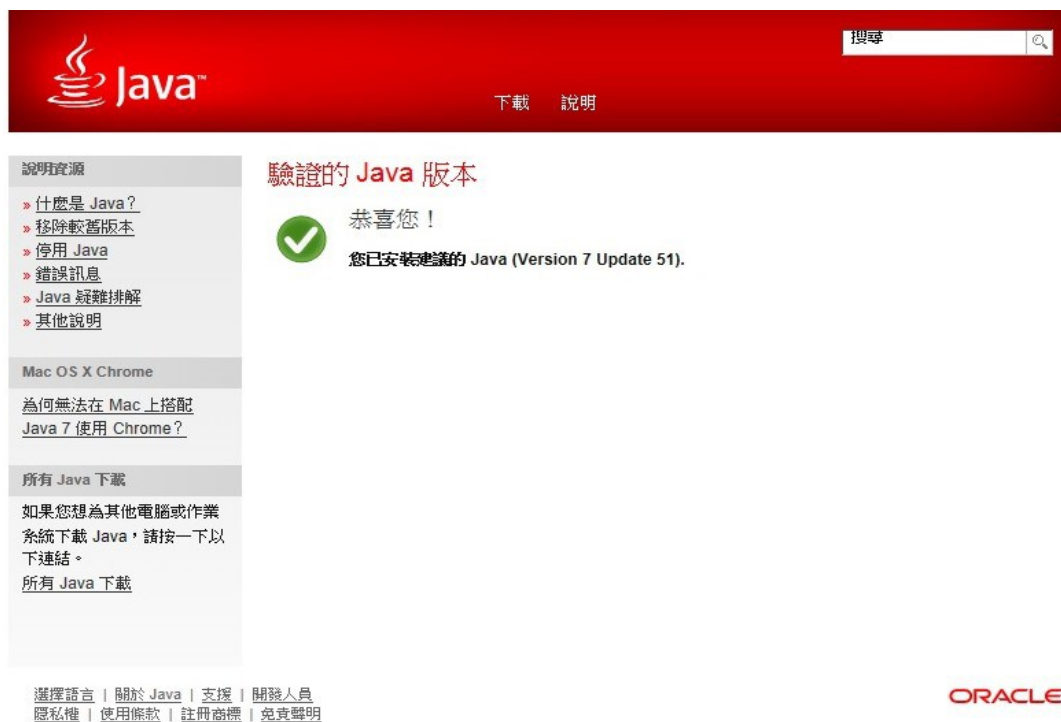 Java™
搜尋
下載 說明
說明資源
» 什麼是 Java？
» 移除較舊版本
» 停用 Java
» 錯誤訊息
» Java 疑難排解
» 其他說明
Mac OS X Chrome
為何無法在 Mac 上搭配
Java 7 使用 Chrome？
所有 Java 下載
如果您想為其他電腦或作業
系統下載 Java，請按一下以
下連結。
所有 Java 下載
驗證的 Java 版本
恭喜您！
您已安裝建議的 Java (Version 7 Update 51).
選擇語言 | 關於 Java | 支援 | 開發人員
隱私權 | 使用條款 | 註冊商標 | 免責聲明
ORACLE